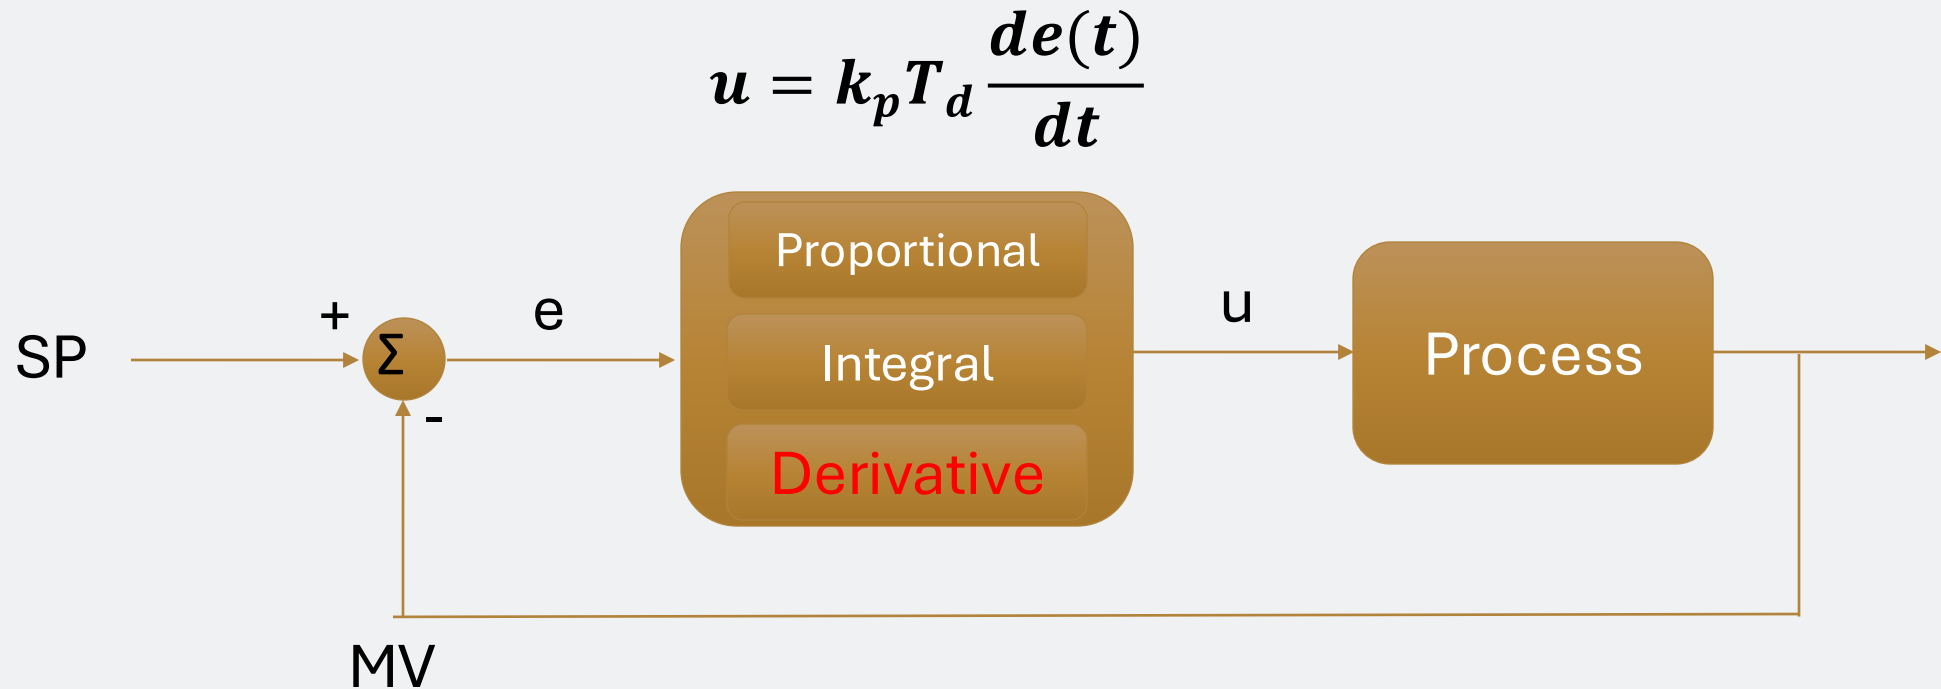 u = k_p T_d de(t)/dt
Proportional
+
e
u
SP
Σ
Integral
Process
-
Derivative
MV